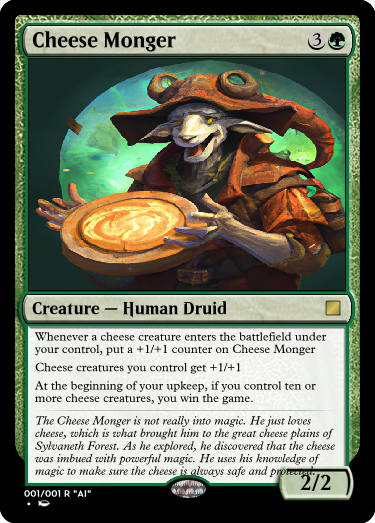 Cheese Monger 3
Creature — Human Druid
Whenever a cheese creature enters the battlefield under
your control, put a +1/+1 counter on Cheese Monger
Cheese creatures you control get +1/+1
At the beginning of your upkeep, if you control ten or
more cheese creatures, you win the game.
The Cheese Monger is not really into magic. He just loves
cheese, which is what brought him to the great cheese plains of
Sylvaneth Forest. As he explored, he discovered that the cheese
was imbued with powerful magic. He uses his knowledge of
magic to make sure the cheese is always safe and protected.
2/2
001/001 R "AI"